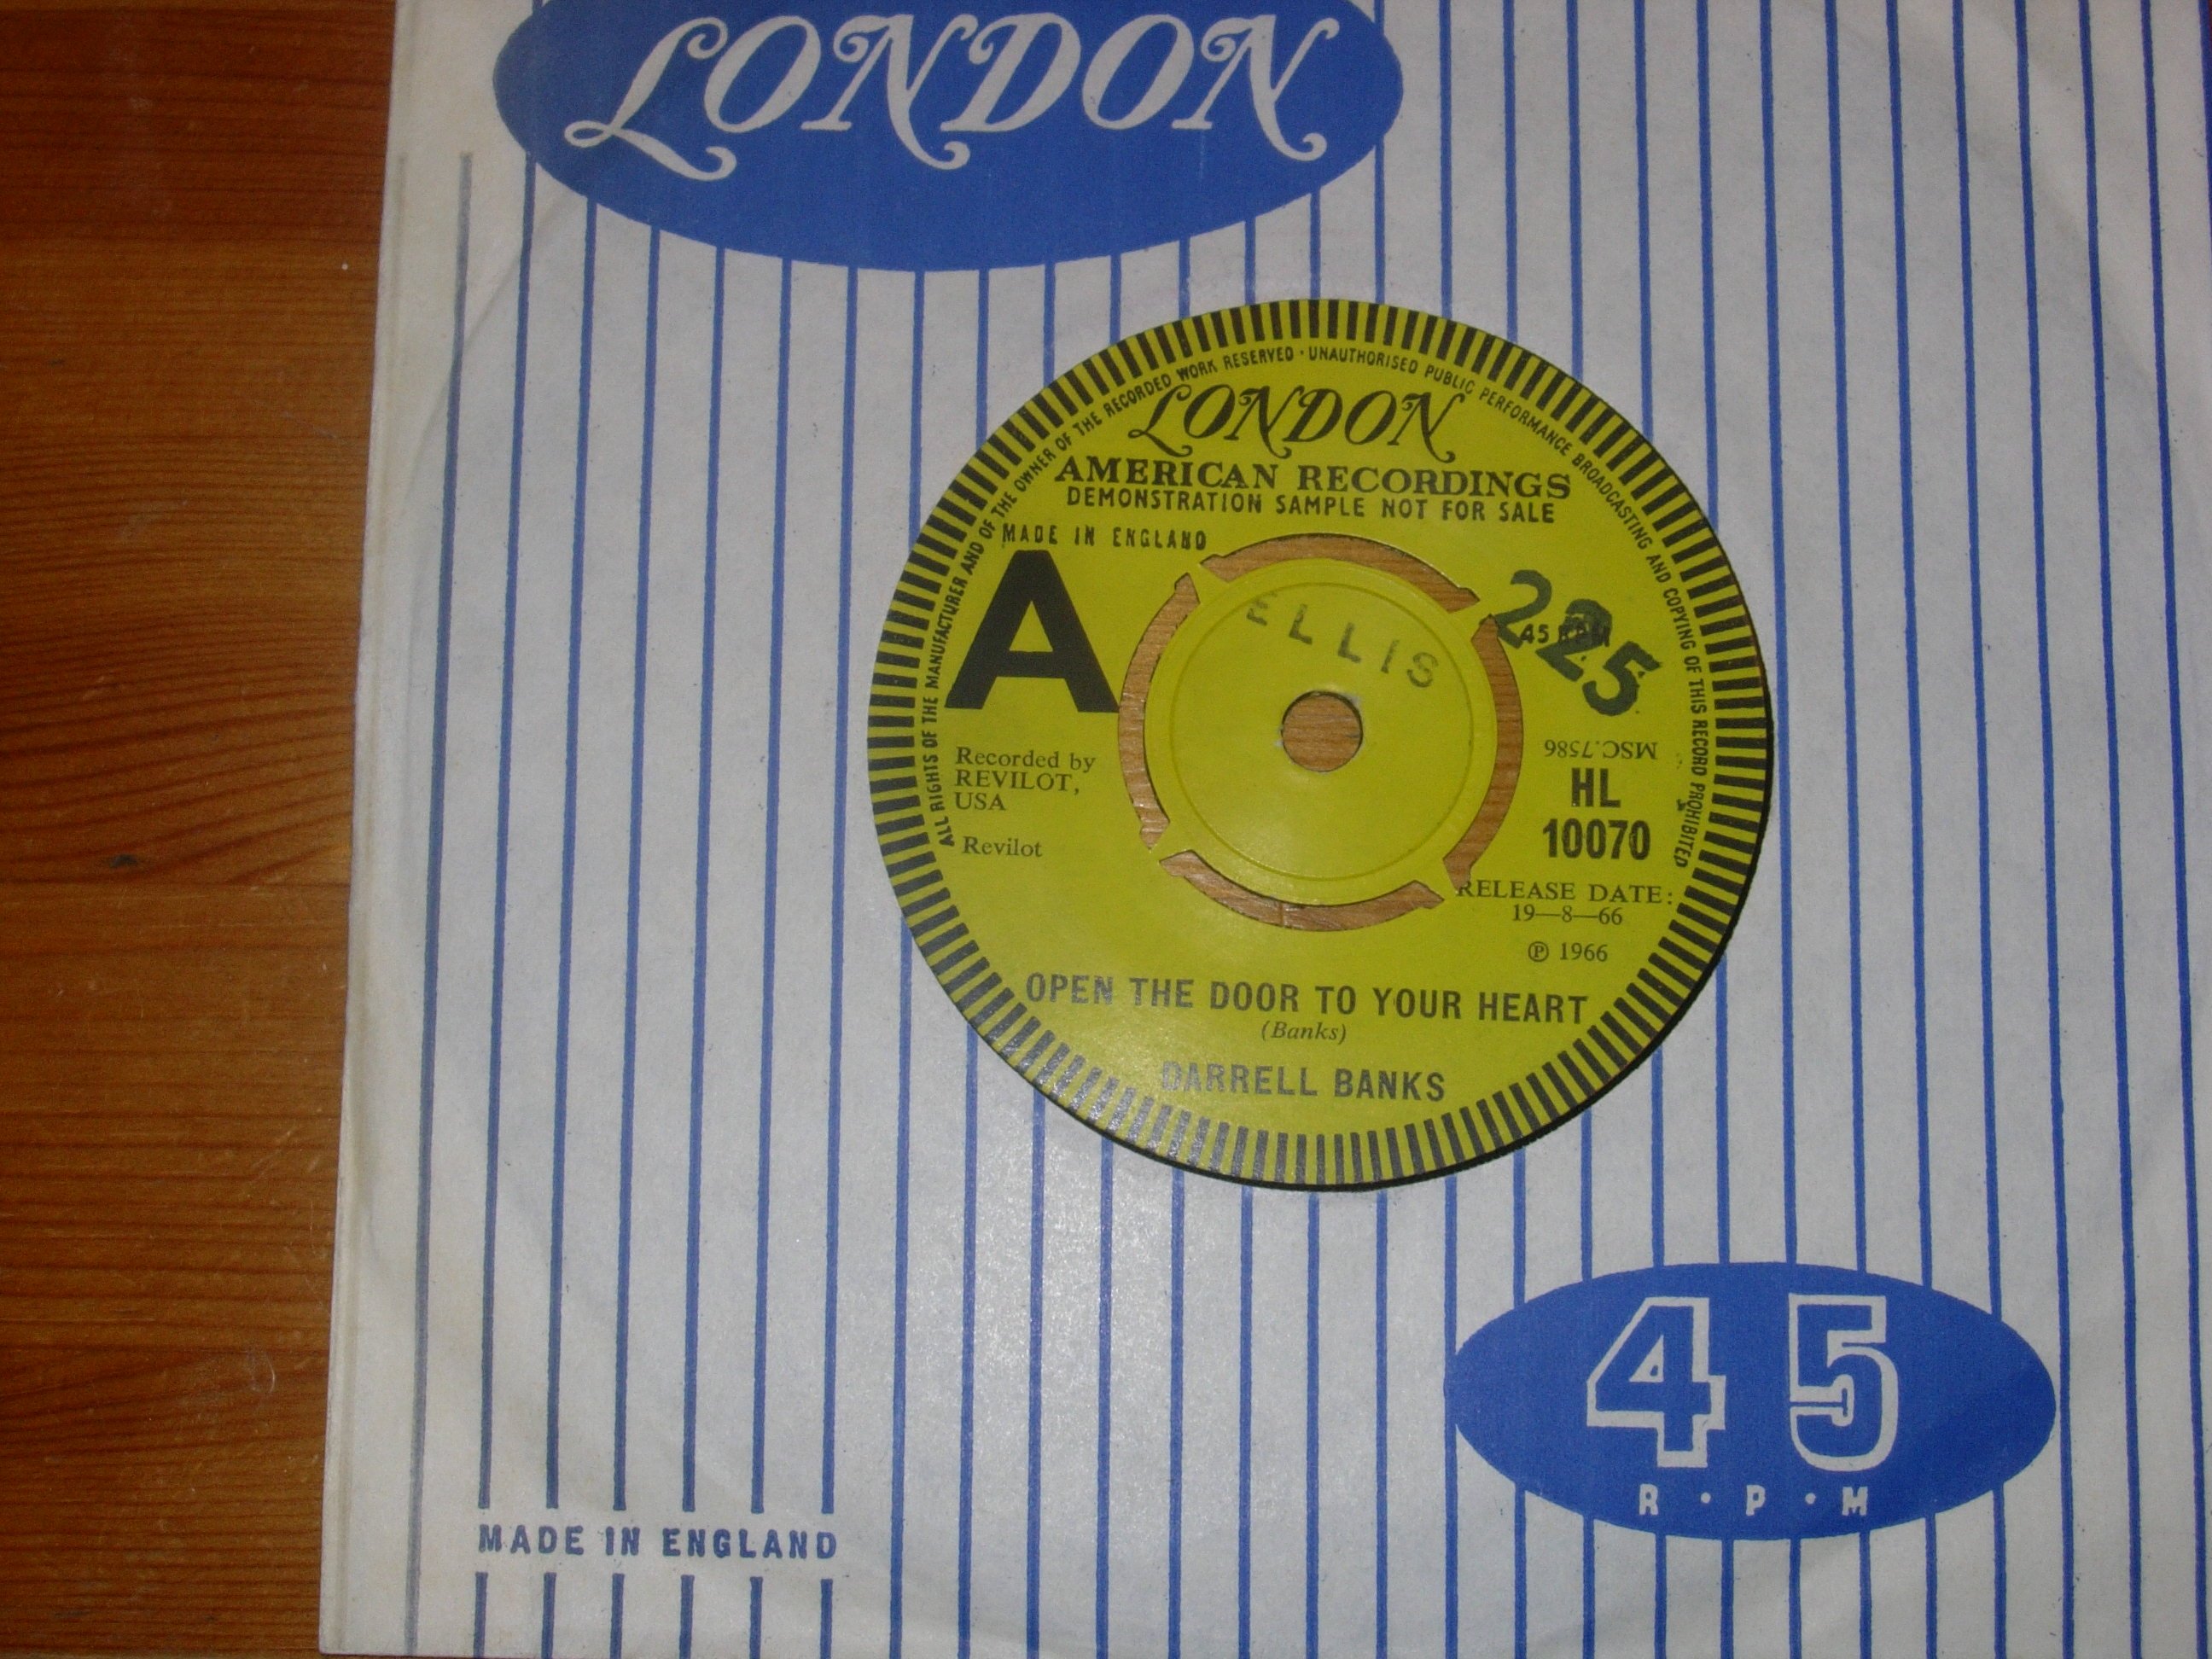 LONDON
ALL RIGHTS OF THE MANUFACTURER AND OF THE OWNER OF THE RECORDED WORK RESERVED · UNAUTHORISED PUBLIC PERFORMANCE BROADCASTING AND COPYING OF THIS RECORD PROHIBITED
LONDON
AMERICAN RECORDINGS
DEMONSTRATION SAMPLE NOT FOR SALE
MADE IN ENGLAND
A
ELLIS
225
45 RPM
MSC.7586
Recorded by
REVILOT,
USA
Revilot
HL
10070
RELEASE DATE:
19—8—66
℗ 1966
OPEN THE DOOR TO YOUR HEART
(Banks)
DARRELL BANKS
45
R·P·M
MADE IN ENGLAND